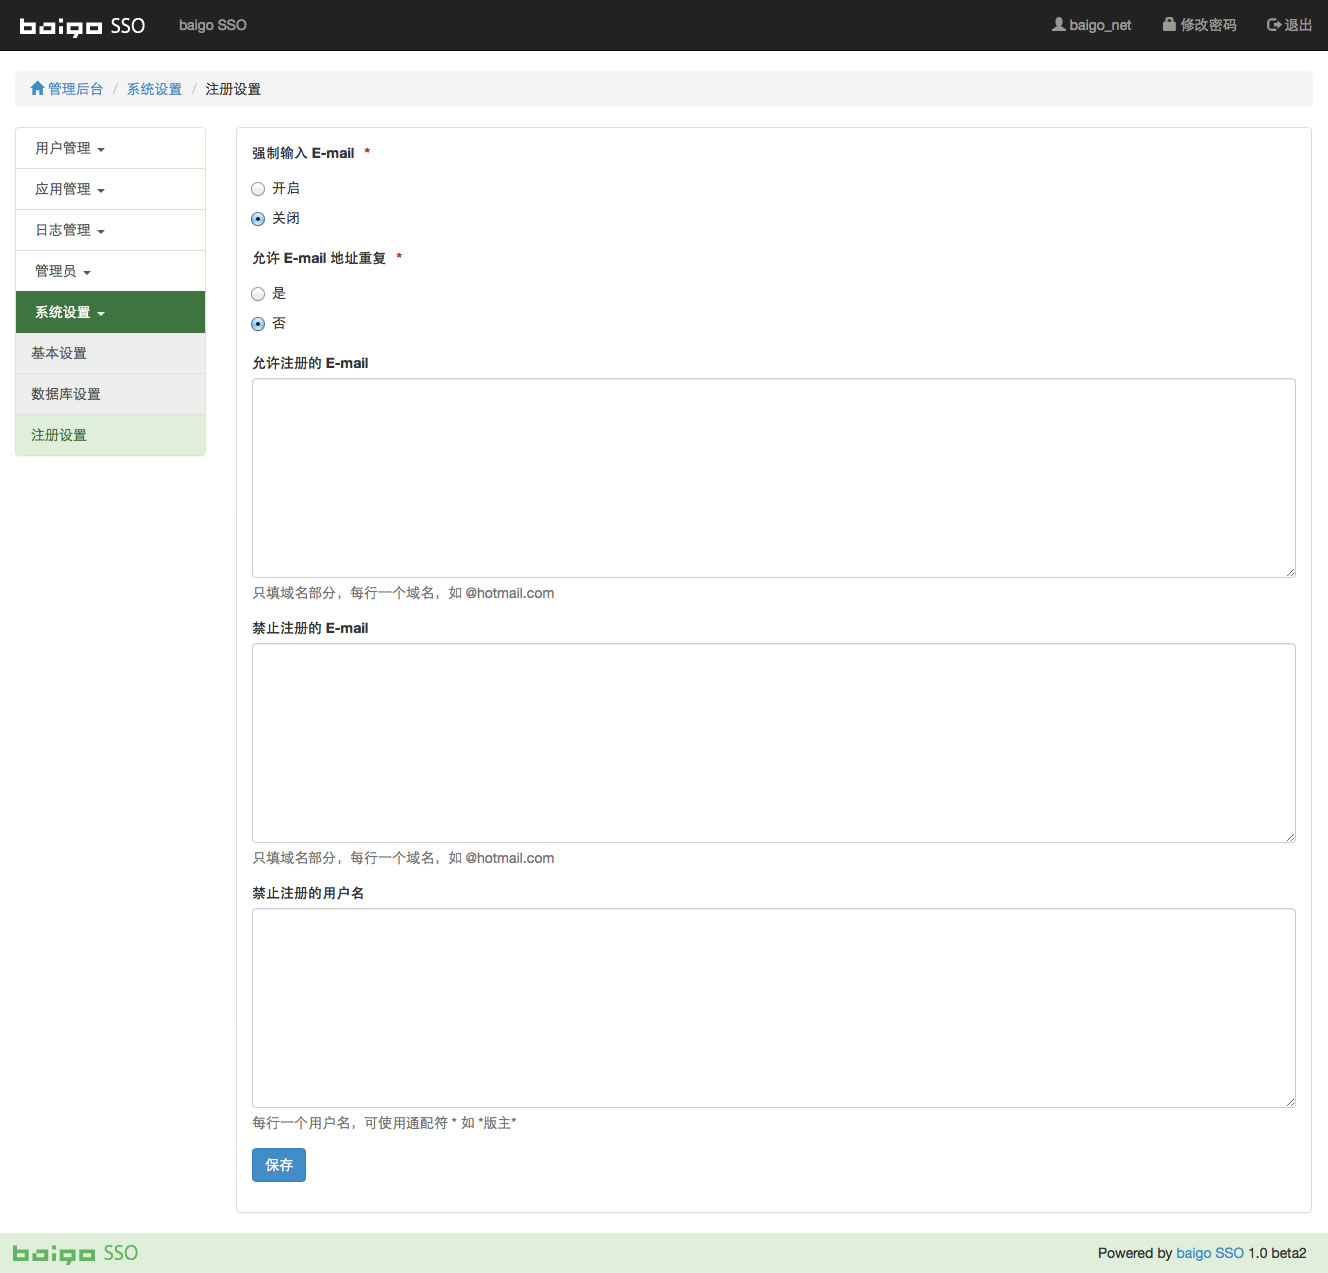 baigo SSO baigo SSO baigo_net 修改密码 退出
管理后台 / 系统设置 / 注册设置
用户管理
应用管理
日志管理
管理员
系统设置
基本设置
数据库设置
注册设置
强制输入 E-mail *
开启
关闭
允许 E-mail 地址重复 *
是
否
允许注册的 E-mail
只填域名部分，每行一个域名，如 @hotmail.com
禁止注册的 E-mail
只填域名部分，每行一个域名，如 @hotmail.com
禁止注册的用户名
每行一个用户名，可使用通配符 * 如 *版主*
保存
baigo SSO Powered by baigo SSO 1.0 beta2